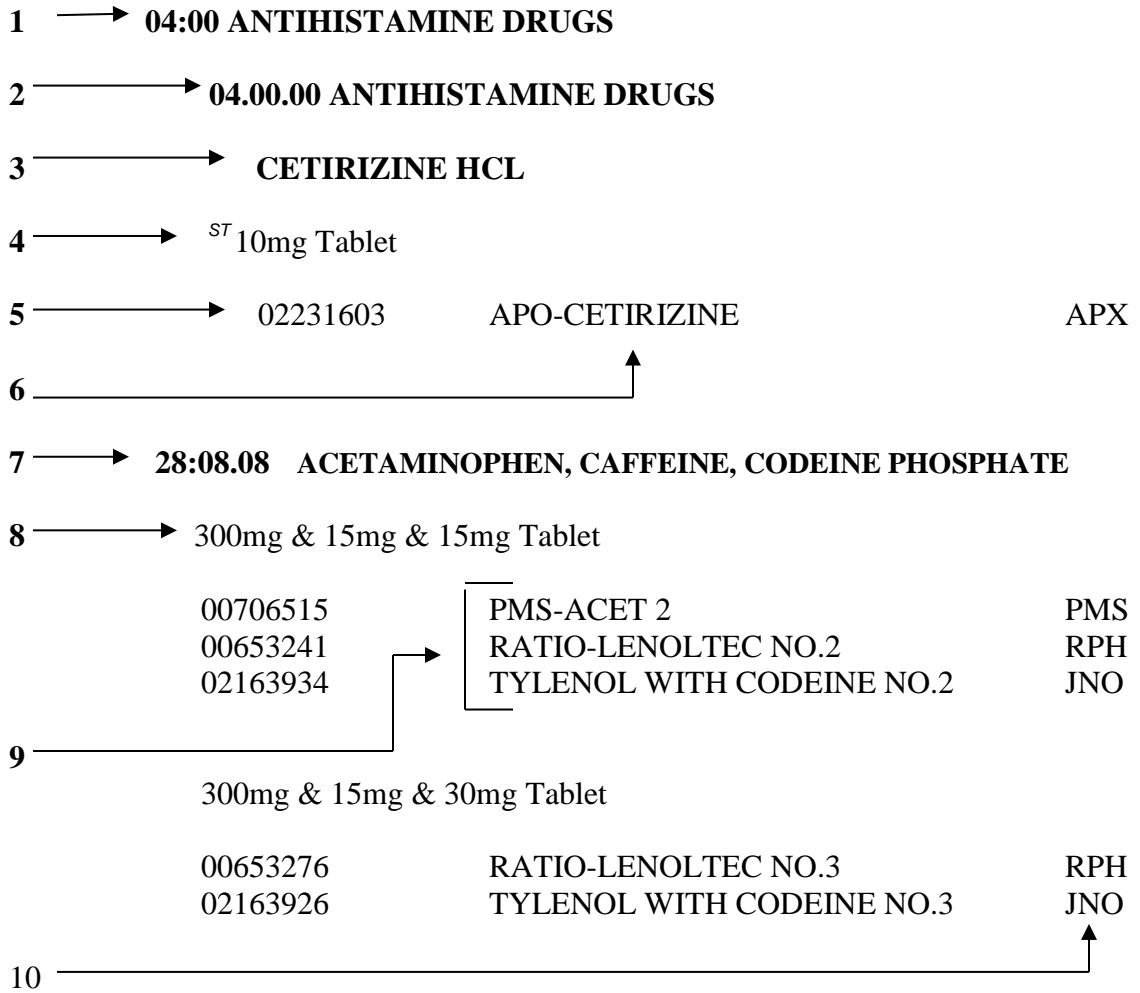 1 04:00 ANTIHISTAMINE DRUGS
2 04.00.00 ANTIHISTAMINE DRUGS
3 CETIRIZINE HCL
4 ST 10mg Tablet
5 02231603 APO-CETIRIZINE APX
6
7 28:08.08 ACETAMINOPHEN, CAFFEINE, CODEINE PHOSPHATE
8 300mg & 15mg & 15mg Tablet
00706515 PMS-ACET 2 PMS
00653241 RATIO-LENOLTEC NO.2 RPH
02163934 TYLENOL WITH CODEINE NO.2 JNO
9
300mg & 15mg & 30mg Tablet
00653276 RATIO-LENOLTEC NO.3 RPH
02163926 TYLENOL WITH CODEINE NO.3 JNO
10